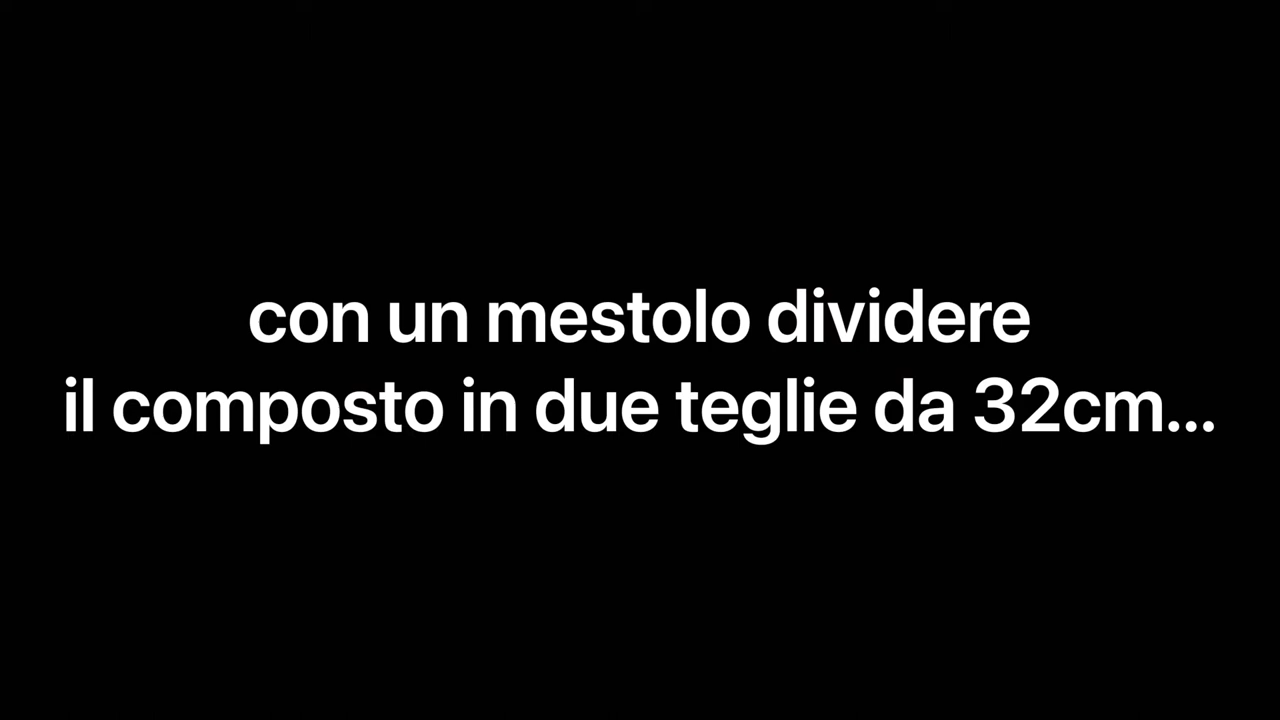 con un mestolo dividere
il composto in due teglie da 32cm...